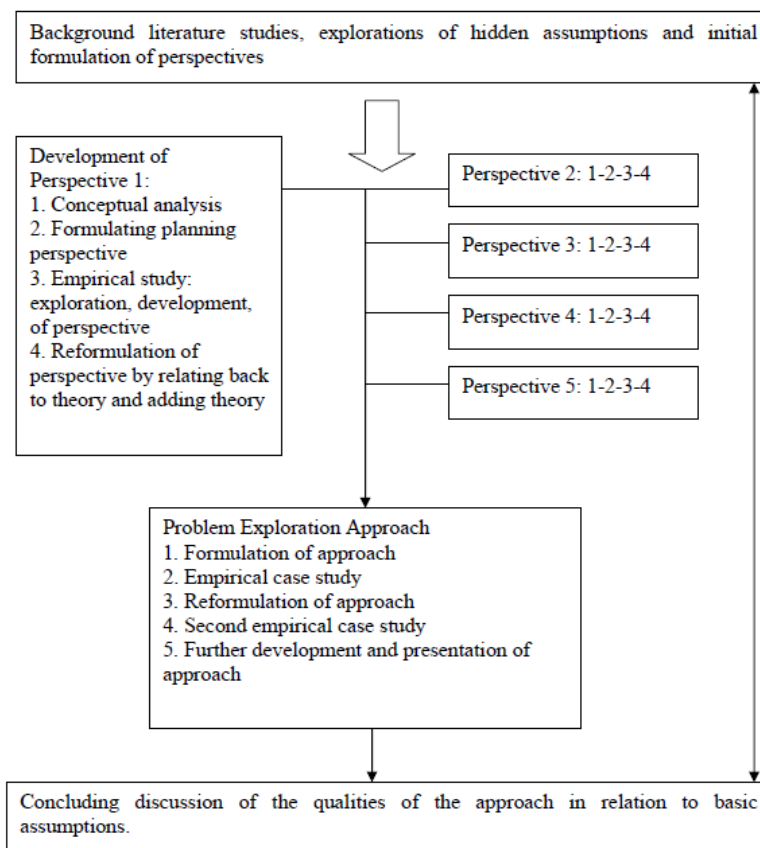 Background literature studies, explorations of hidden assumptions and initial
formulation of perspectives
Development of
Perspective 1:
1. Conceptual analysis
2. Formulating planning
perspective
3. Empirical study:
exploration, development,
of perspective
4. Reformulation of
perspective by relating back
to theory and adding theory
Perspective 2: 1-2-3-4
Perspective 3: 1-2-3-4
Perspective 4: 1-2-3-4
Perspective 5: 1-2-3-4
Problem Exploration Approach
1. Formulation of approach
2. Empirical case study
3. Reformulation of approach
4. Second empirical case study
5. Further development and presentation of
approach
Concluding discussion of the qualities of the approach in relation to basic
assumptions.